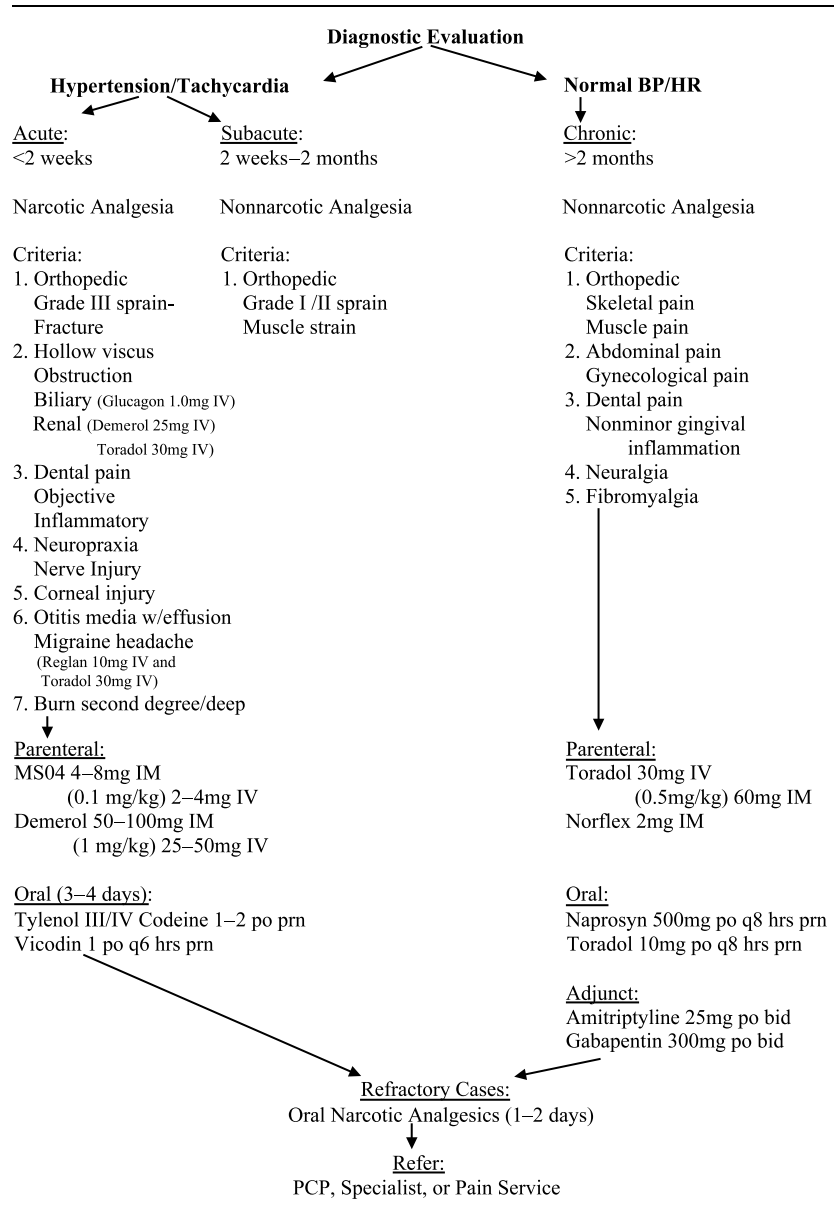 Diagnostic Evaluation
Hypertension/Tachycardia
Normal BP/HR
Acute:
<2 weeks
Narcotic Analgesia
Criteria:
1. Orthopedic
Grade III sprain-
Fracture
2. Hollow viscus
Obstruction
Biliary (Glucagon 1.0mg IV)
Renal (Demerol 25mg IV)
Toradol 30mg IV)
3. Dental pain
Objective
Inflammatory
4. Neuropraxia
Nerve Injury
5. Corneal injury
6. Otitis media w/effusion
Migraine headache
(Reglan 10mg IV and
Toradol 30mg IV)
7. Burn second degree/deep
Parenteral:
MS04 4–8mg IM
(0.1 mg/kg) 2–4mg IV
Demerol 50–100mg IM
(1 mg/kg) 25–50mg IV
Oral (3–4 days):
Tylenol III/IV Codeine 1–2 po prn
Vicodin 1 po q6 hrs prn
Subacute:
2 weeks–2 months
Nonnarcotic Analgesia
Criteria:
1. Orthopedic
Grade I /II sprain
Muscle strain
Chronic:
>2 months
Nonnarcotic Analgesia
Criteria:
1. Orthopedic
Skeletal pain
Muscle pain
2. Abdominal pain
Gynecological pain
3. Dental pain
Nonminor gingival
inflammation
4. Neuralgia
5. Fibromyalgia
Parenteral:
Toradol 30mg IV
(0.5mg/kg) 60mg IM
Norflex 2mg IM
Oral:
Naprosyn 500mg po q8 hrs prn
Toradol 10mg po q8 hrs prn
Adjunct:
Amitriptyline 25mg po bid
Gabapentin 300mg po bid
Refractory Cases:
Oral Narcotic Analgesics (1–2 days)
Refer:
PCP, Specialist, or Pain Service